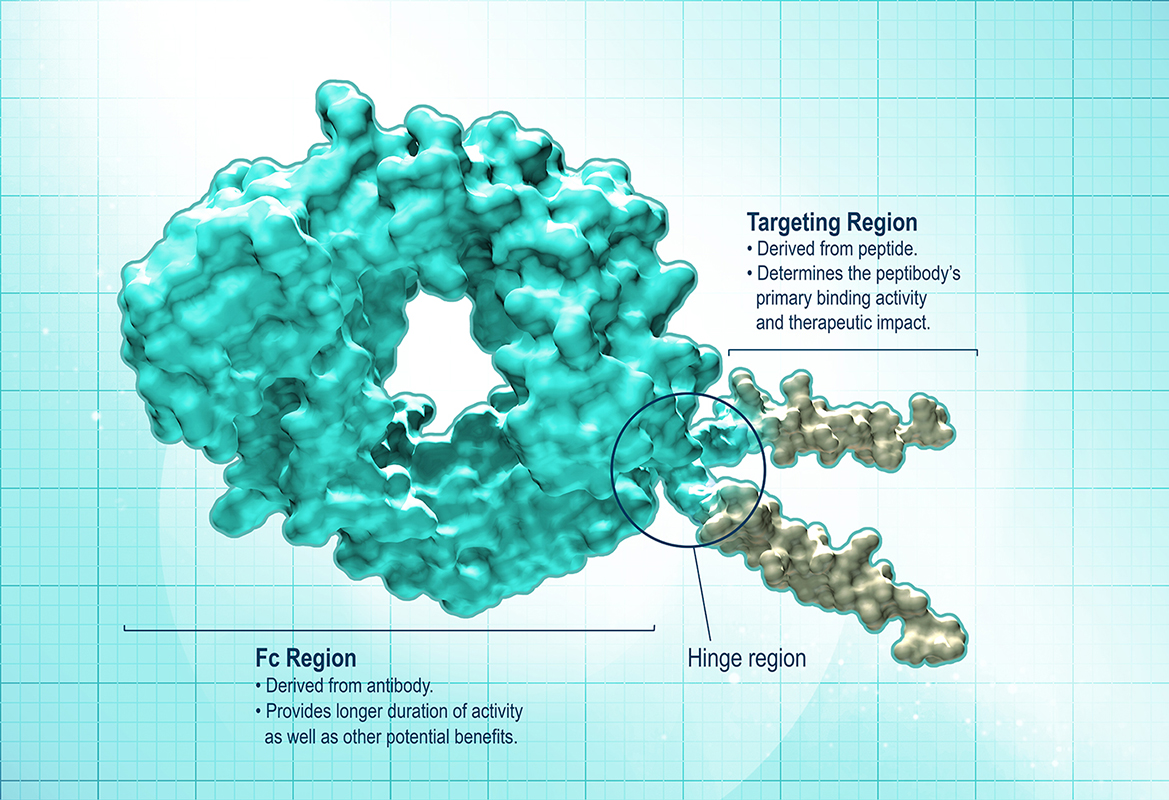 Targeting Region
• Derived from peptide.
• Determines the peptibody’s
primary binding activity
and therapeutic impact.
Fc Region
• Derived from antibody.
• Provides longer duration of activity
as well as other potential benefits.
Hinge region